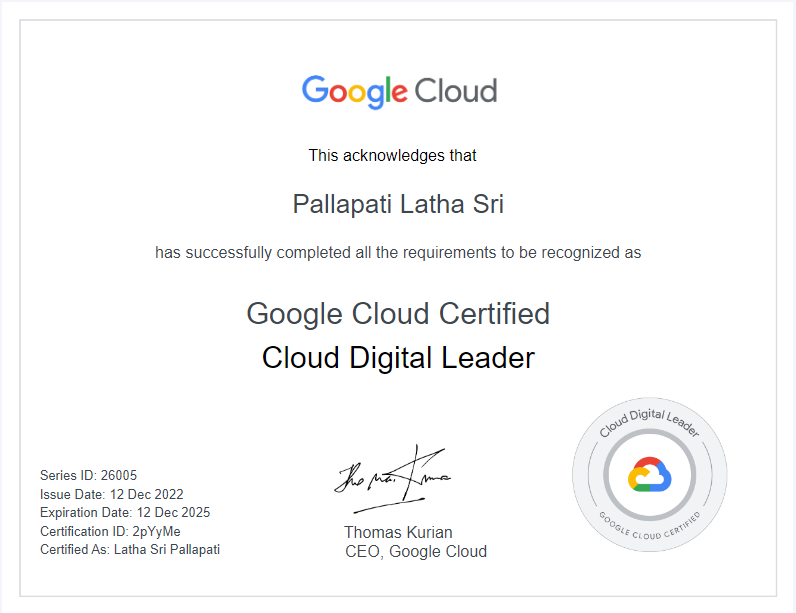 Google Cloud
This acknowledges that
Pallapati Latha Sri
has successfully completed all the requirements to be recognized as
Google Cloud Certified
Cloud Digital Leader
Series ID: 26005
Issue Date: 12 Dec 2022
Expiration Date: 12 Dec 2025
Certification ID: 2pYyMe
Certified As: Latha Sri Pallapati
Thomas Kurian
CEO, Google Cloud
Cloud Digital Leader
GOOGLE CLOUD CERTIFIED